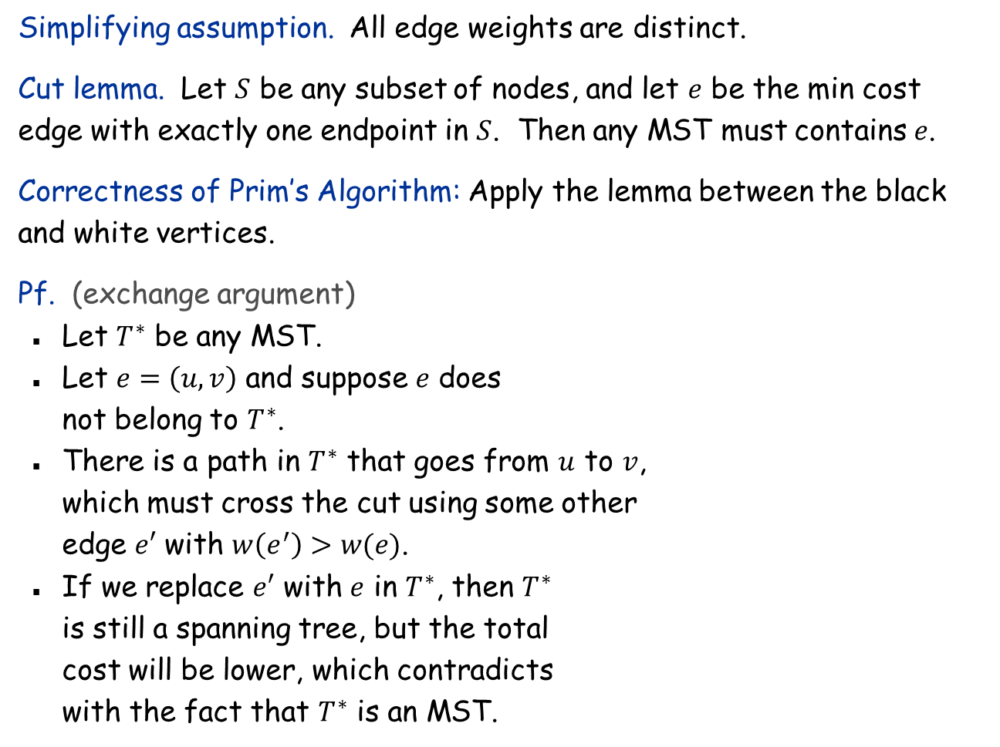 Simplifying assumption. All edge weights are distinct.
Cut lemma. Let S be any subset of nodes, and let e be the min cost
edge with exactly one endpoint in S. Then any MST must contains e.
Correctness of Prim's Algorithm: Apply the lemma between the black
and white vertices.
Pf. (exchange argument)
▪ Let T* be any MST.
▪ Let e = (u, v) and suppose e does
not belong to T*.
▪ There is a path in T* that goes from u to v,
which must cross the cut using some other
edge e′ with w(e′) > w(e).
▪ If we replace e′ with e in T*, then T*
is still a spanning tree, but the total
cost will be lower, which contradicts
with the fact that T* is an MST.